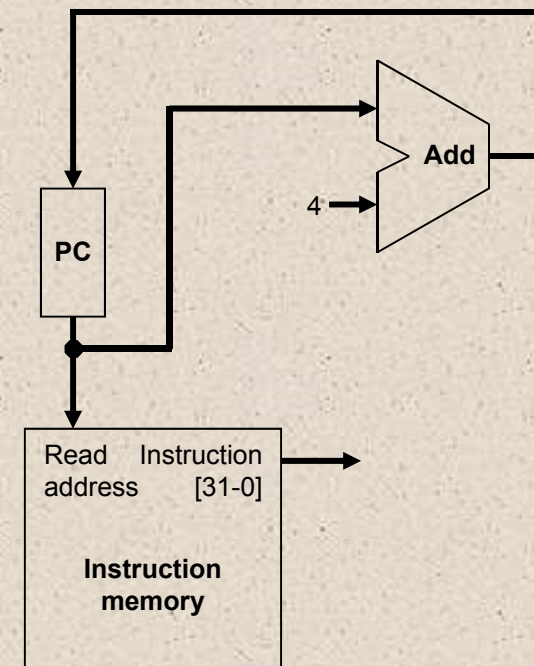 Add
4
PC
Read Instruction
address [31-0]
Instruction
memory